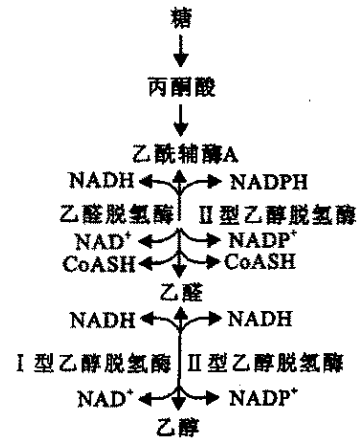 糖
丙酮酸
乙酰辅酶A
NADH NADPH
乙醛脱氢酶 II型乙醇脱氢酶
NAD⁺ NADP⁺
CoASH CoASH
乙醛
NADH NADH
I型乙醇脱氢酶 II型乙醇脱氢酶
NAD⁺ NADP⁺
乙醇